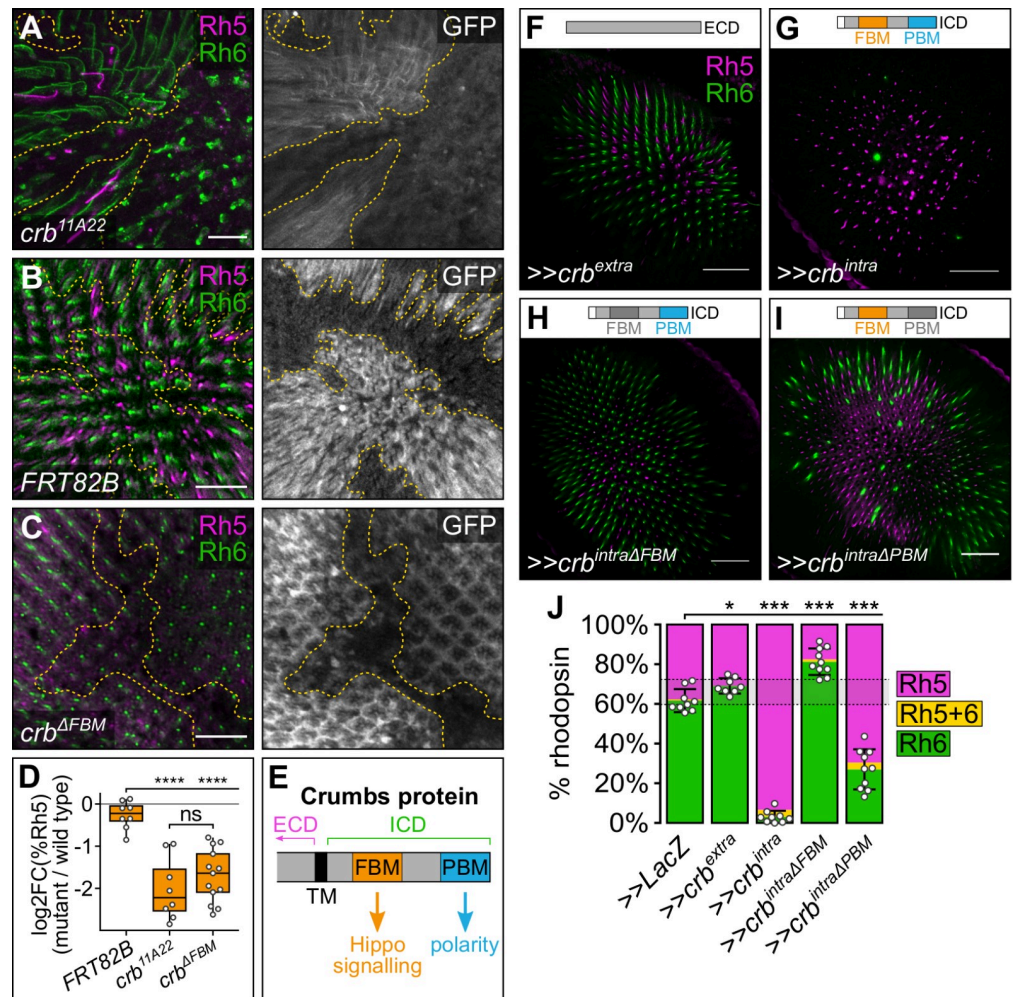 A
Rh5
Rh6
crb11A22
GFP
B
Rh5
Rh6
FRT82B
GFP
C
Rh5
Rh6
crbΔFBM
GFP
D
log2FC(%Rh5)
(mutant / wild type)
0
-1
-2
****
****
ns
FRT82B
crb11A22
crbΔFBM
E
Crumbs protein
ECD
ICD
FBM
PBM
TM
Hippo
signalling
polarity
F
ECD
Rh5
Rh6
>>crbextra
G
ICD
FBM
PBM
>>crbintra
H
ICD
FBM
PBM
>>crbintraΔFBM
I
ICD
FBM
PBM
>>crbintraΔPBM
J
% rhodopsin
100%
80%
60%
40%
20%
0%
*
***
***
***
Rh5
Rh5+6
Rh6
>>LacZ
>>crbextra
>>crbintra
>>crbintraΔFBM
>>crbintraΔPBM